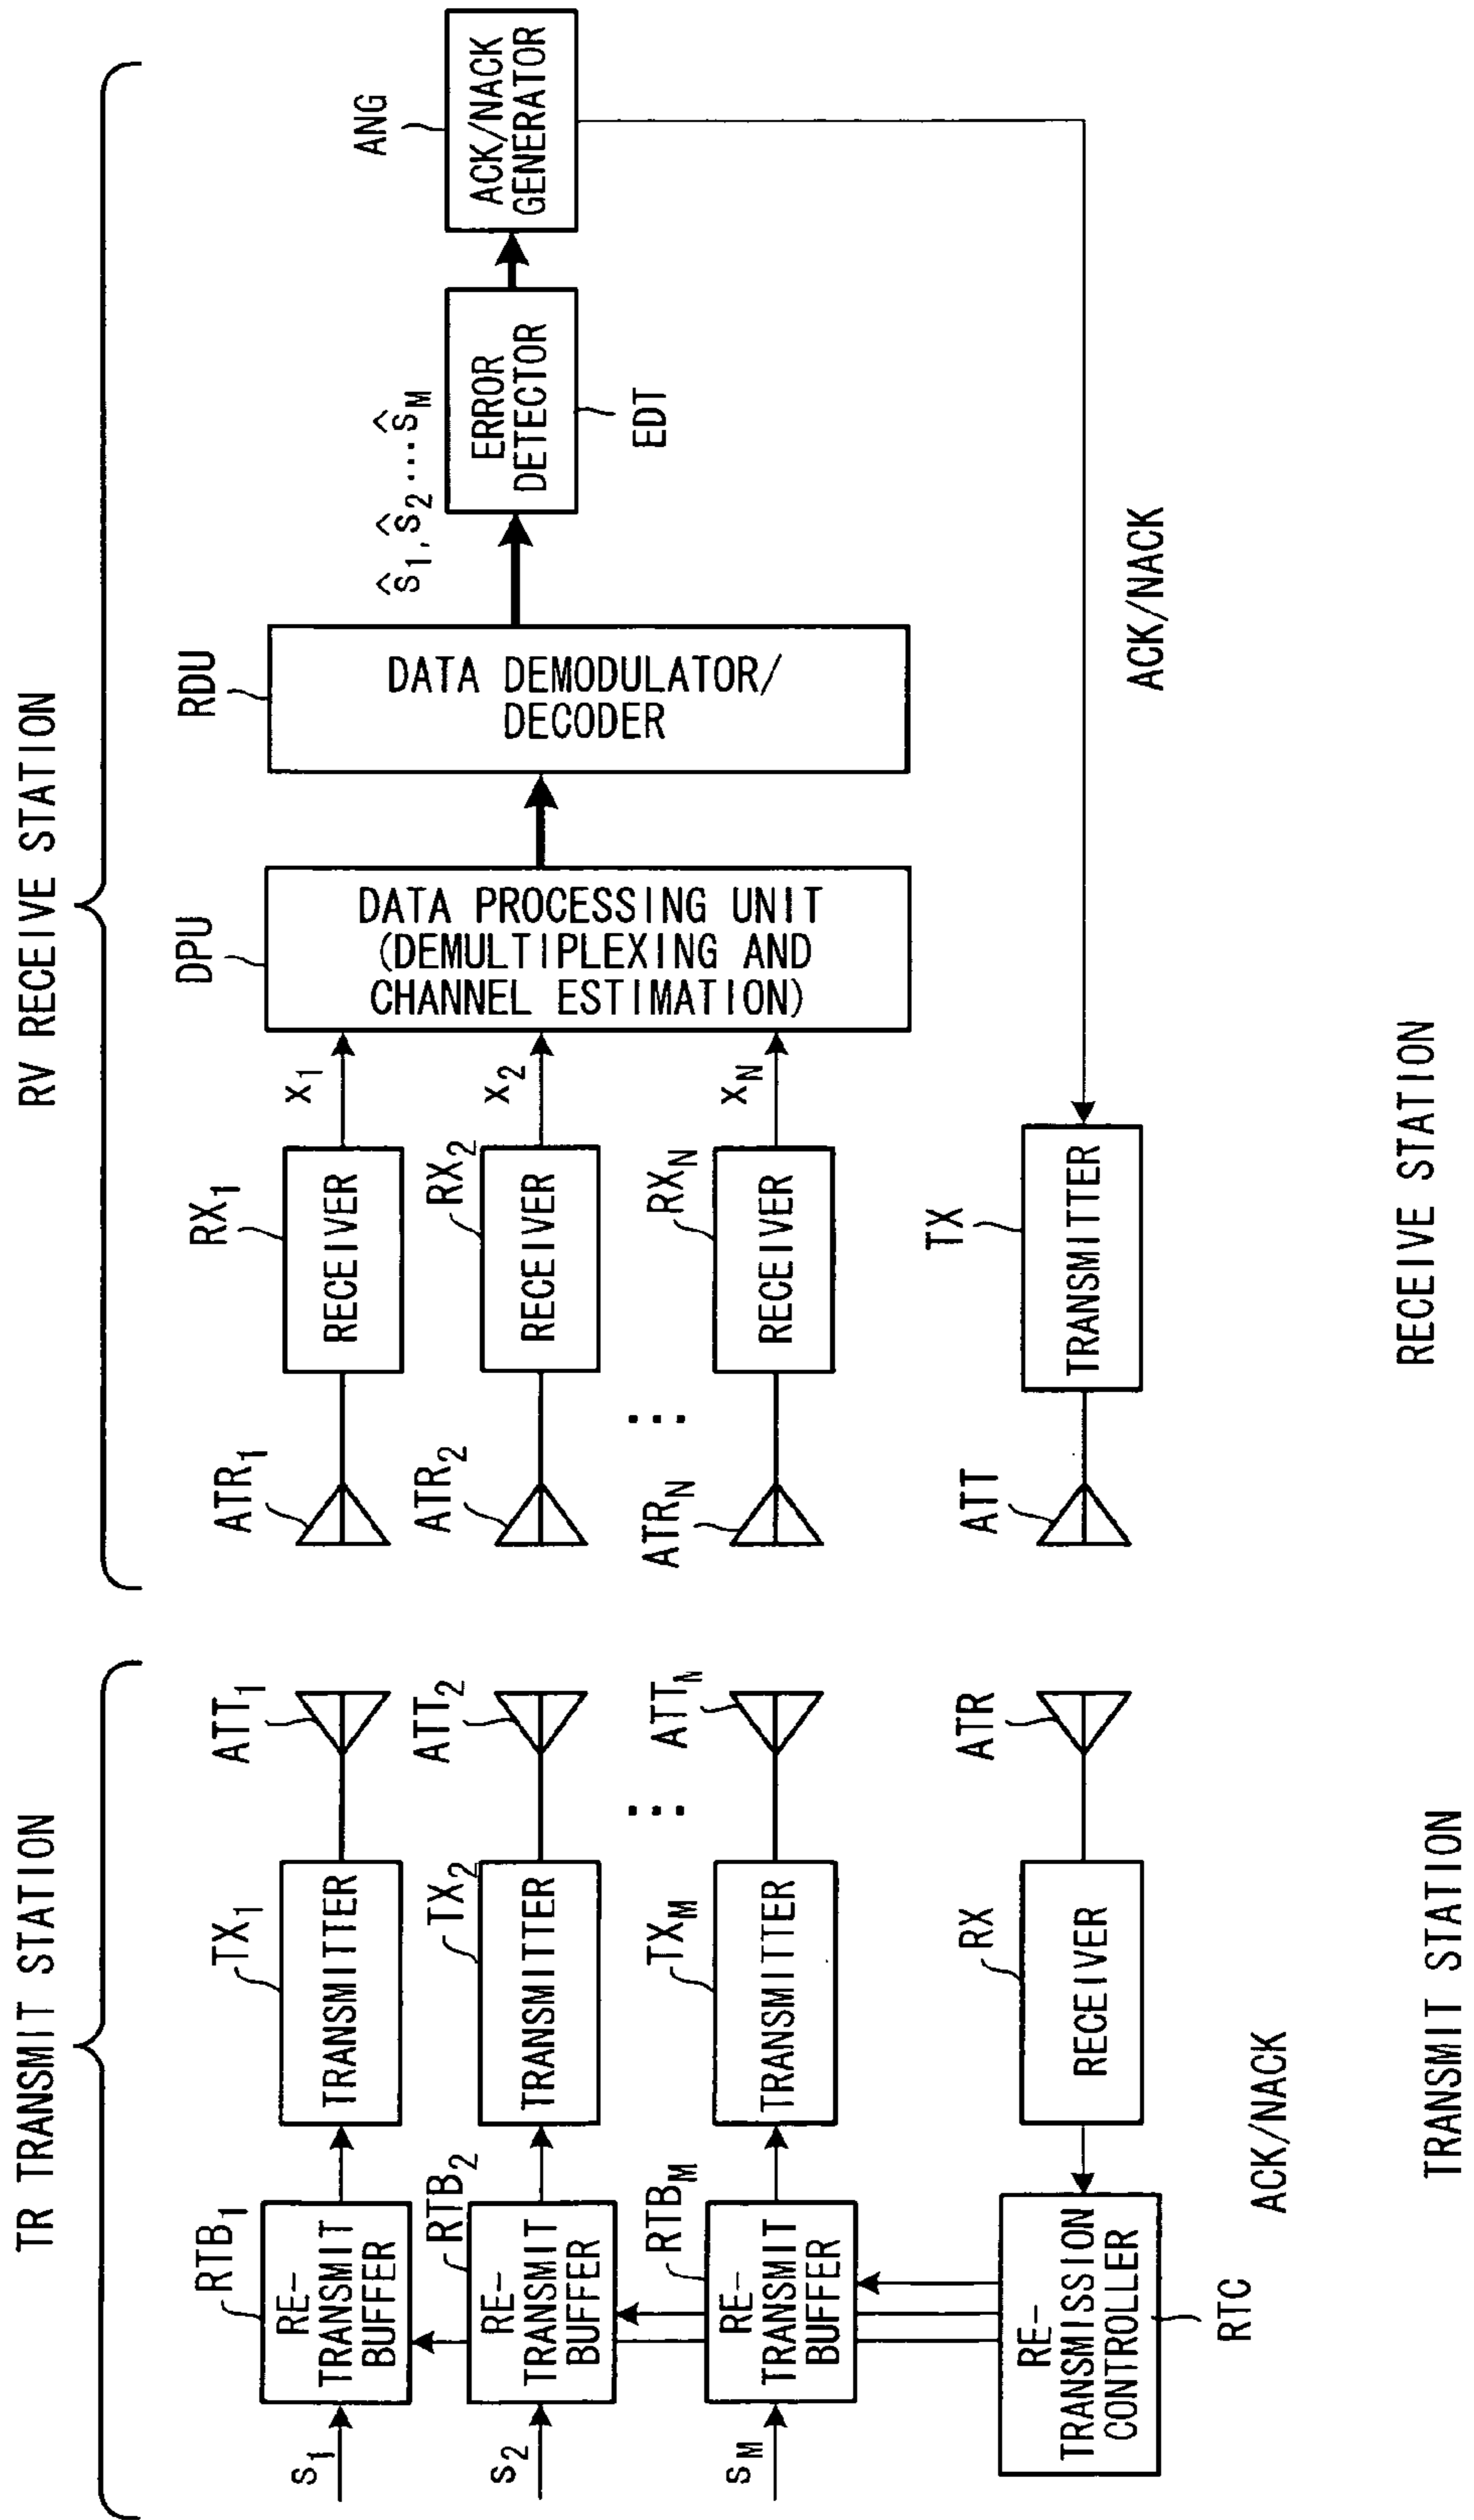 TR TRANSMIT STATION
RV RECEIVE STATION
s1
RTB1
RE-
TRANSMIT
BUFFER
TX1
TRANSMITTER
ATT1
ATR1
RX1
RECEIVER
x1
s2
RTB2
RE-
TRANSMIT
BUFFER
TX2
TRANSMITTER
ATT2
ATR2
RX2
RECEIVER
x2
...
...
sM
RTBM
RE-
TRANSMIT
BUFFER
TXM
TRANSMITTER
ATTN
ATRN
RXN
RECEIVER
xN
DPU
DATA PROCESSING UNIT
(DEMULTIPLEXING AND
CHANNEL ESTIMATION)
RDU
DATA DEMODULATOR/
DECODER
ŝ1, ŝ2...ŝM
ERROR
DETECTOR
EDT
ANG
ACK/NACK
GENERATOR
RE-
TRANSMISSION
CONTROLLER
RTC
RX
RECEIVER
ATR
ATT
TX
TRANSMITTER
ACK/NACK
ACK/NACK
TRANSMIT STATION
RECEIVE STATION